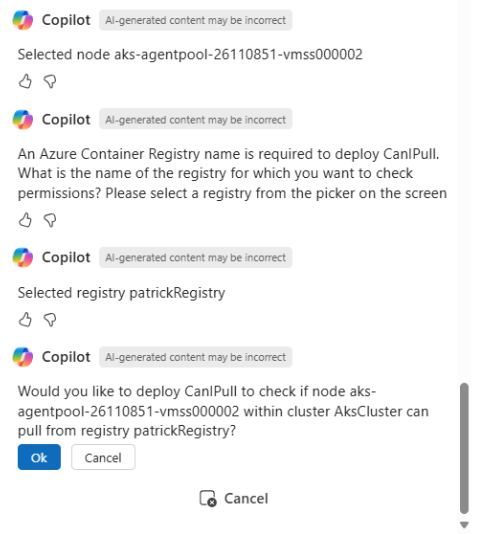 Copilot AI-generated content may be incorrect
Selected node aks-agentpool-26110851-vmss000002
Copilot AI-generated content may be incorrect
An Azure Container Registry name is required to deploy CanIPull.
What is the name of the registry for which you want to check
permissions? Please select a registry from the picker on the screen
Copilot AI-generated content may be incorrect
Selected registry patrickRegistry
Copilot AI-generated content may be incorrect
Would you like to deploy CanIPull to check if node aks-
agentpool-26110851-vmss000002 within cluster AksCluster can
pull from registry patrickRegistry?
Ok Cancel
Cancel